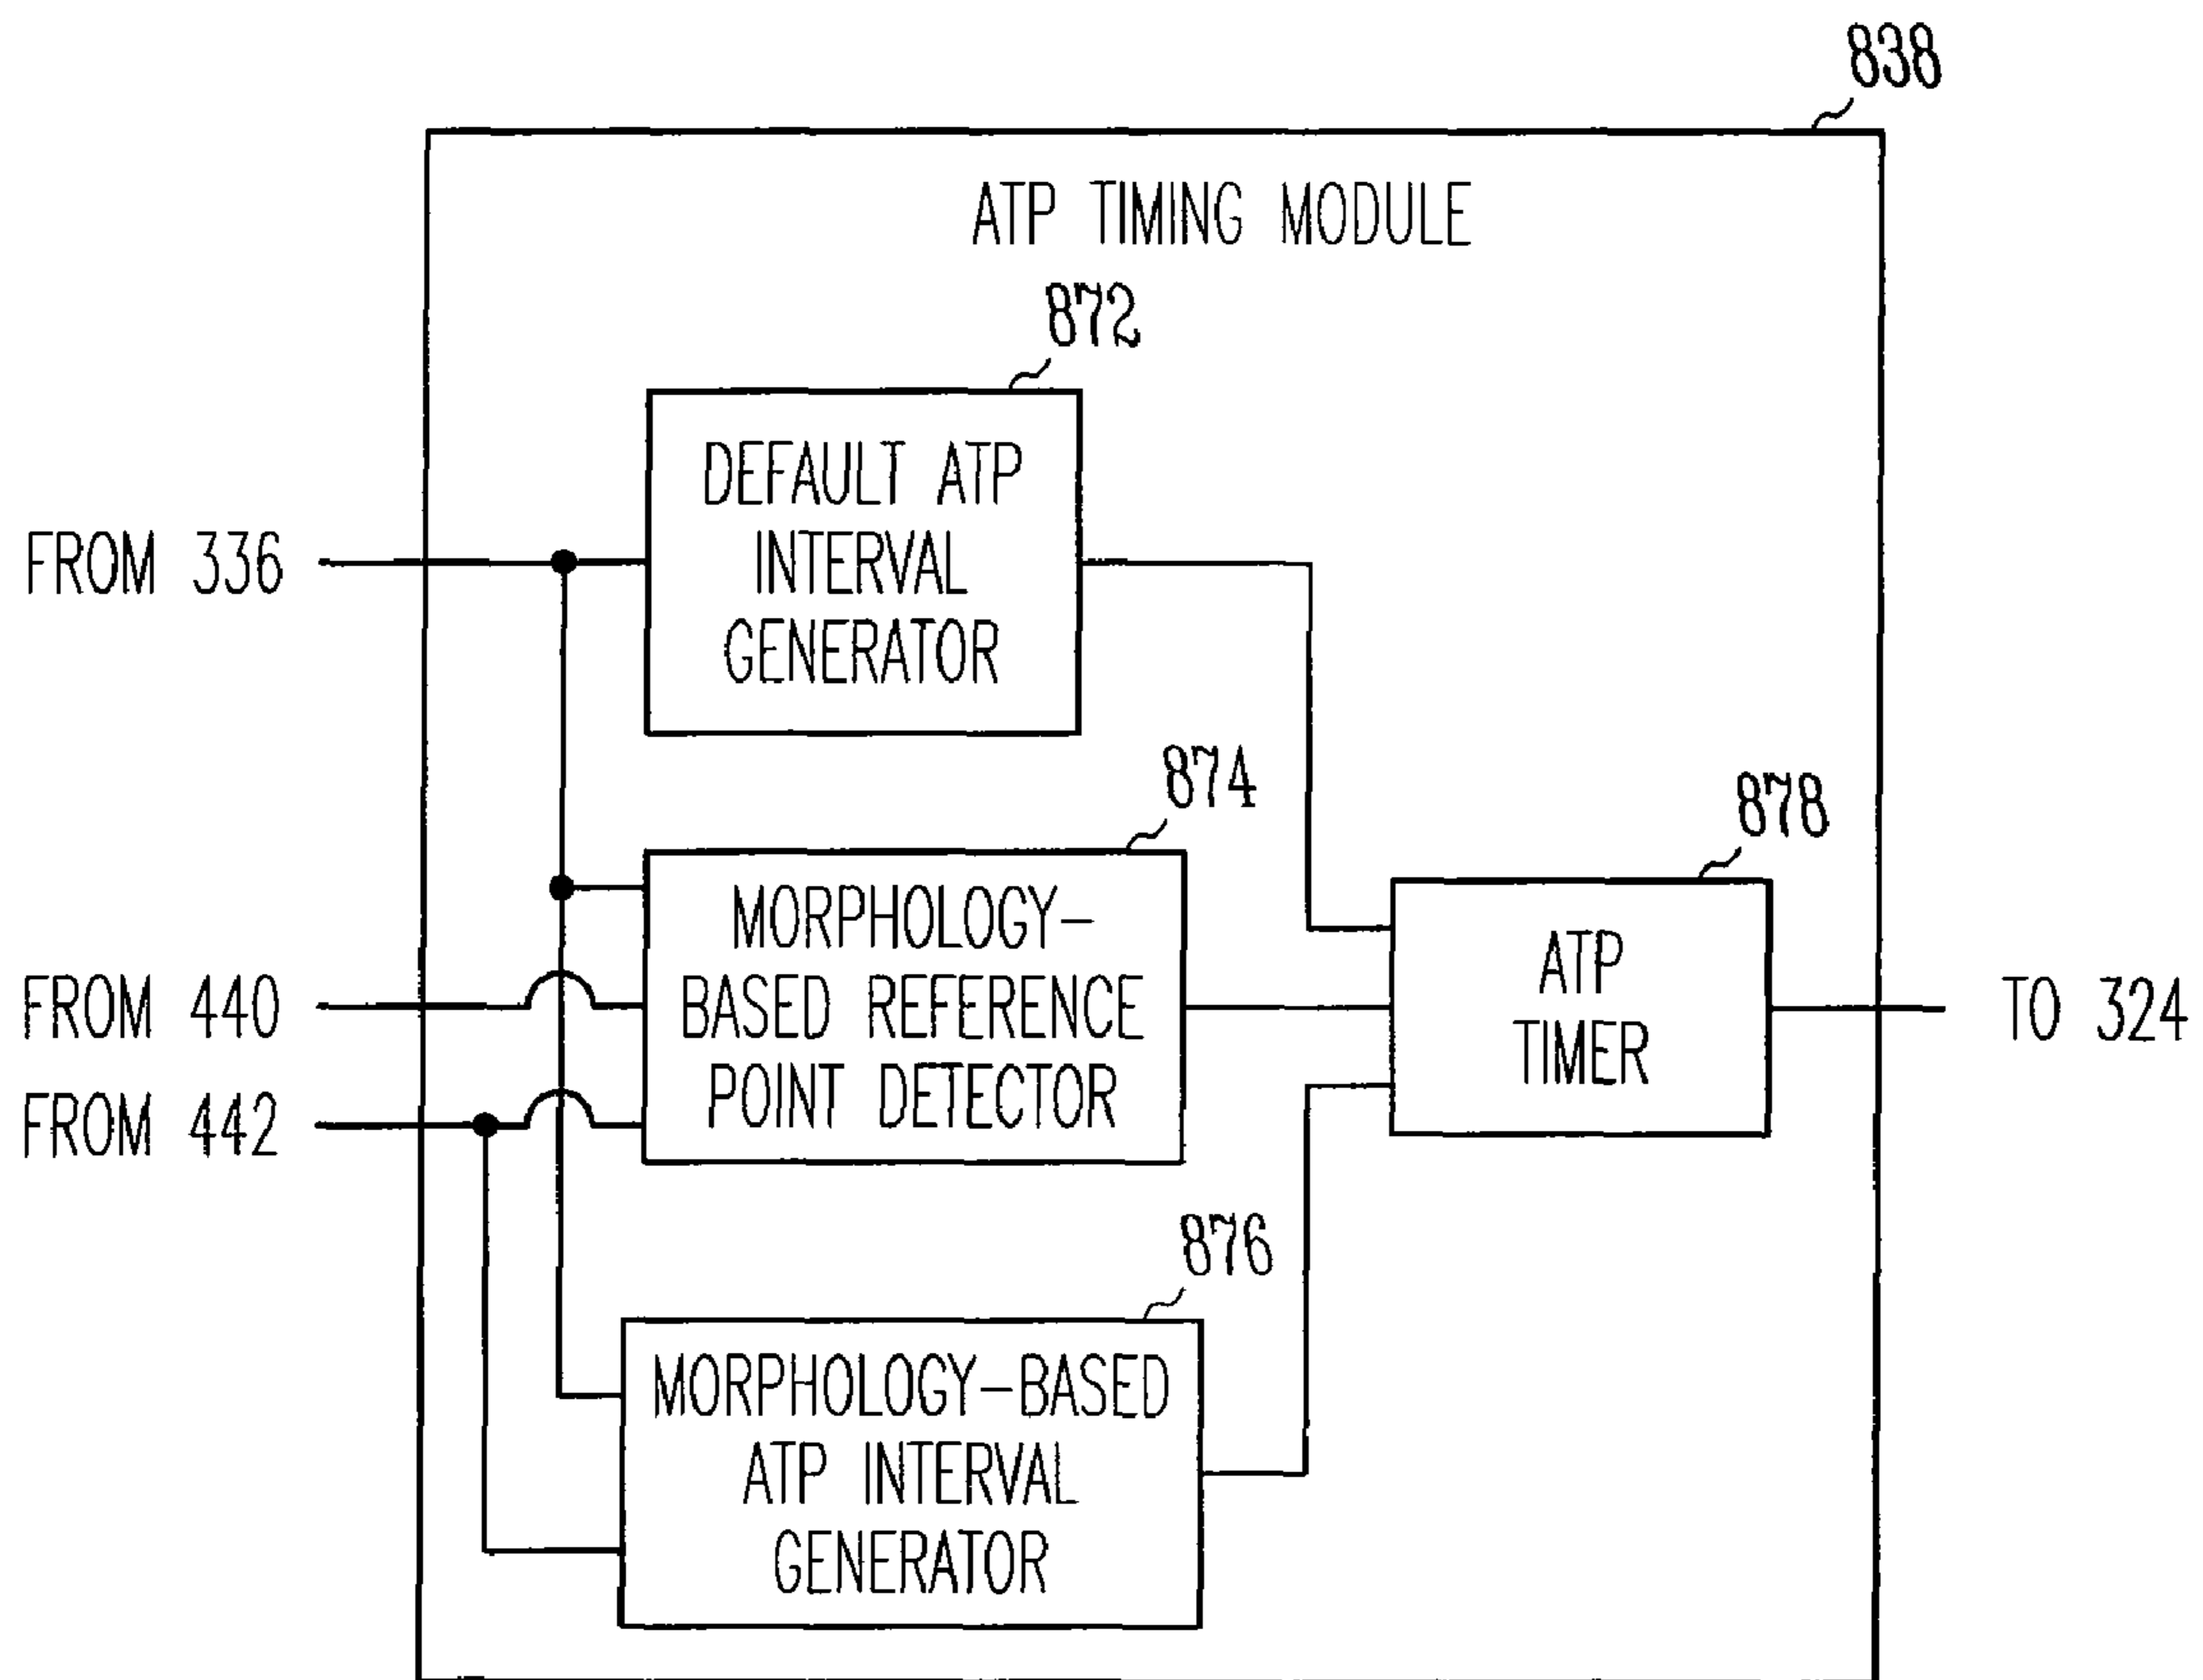 838
ATP TIMING MODULE
872
DEFAULT ATP
INTERVAL
GENERATOR
FROM 336
874
MORPHOLOGY-
BASED REFERENCE
POINT DETECTOR
FROM 440
FROM 442
878
ATP
TIMER
TO 324
876
MORPHOLOGY-BASED
ATP INTERVAL
GENERATOR